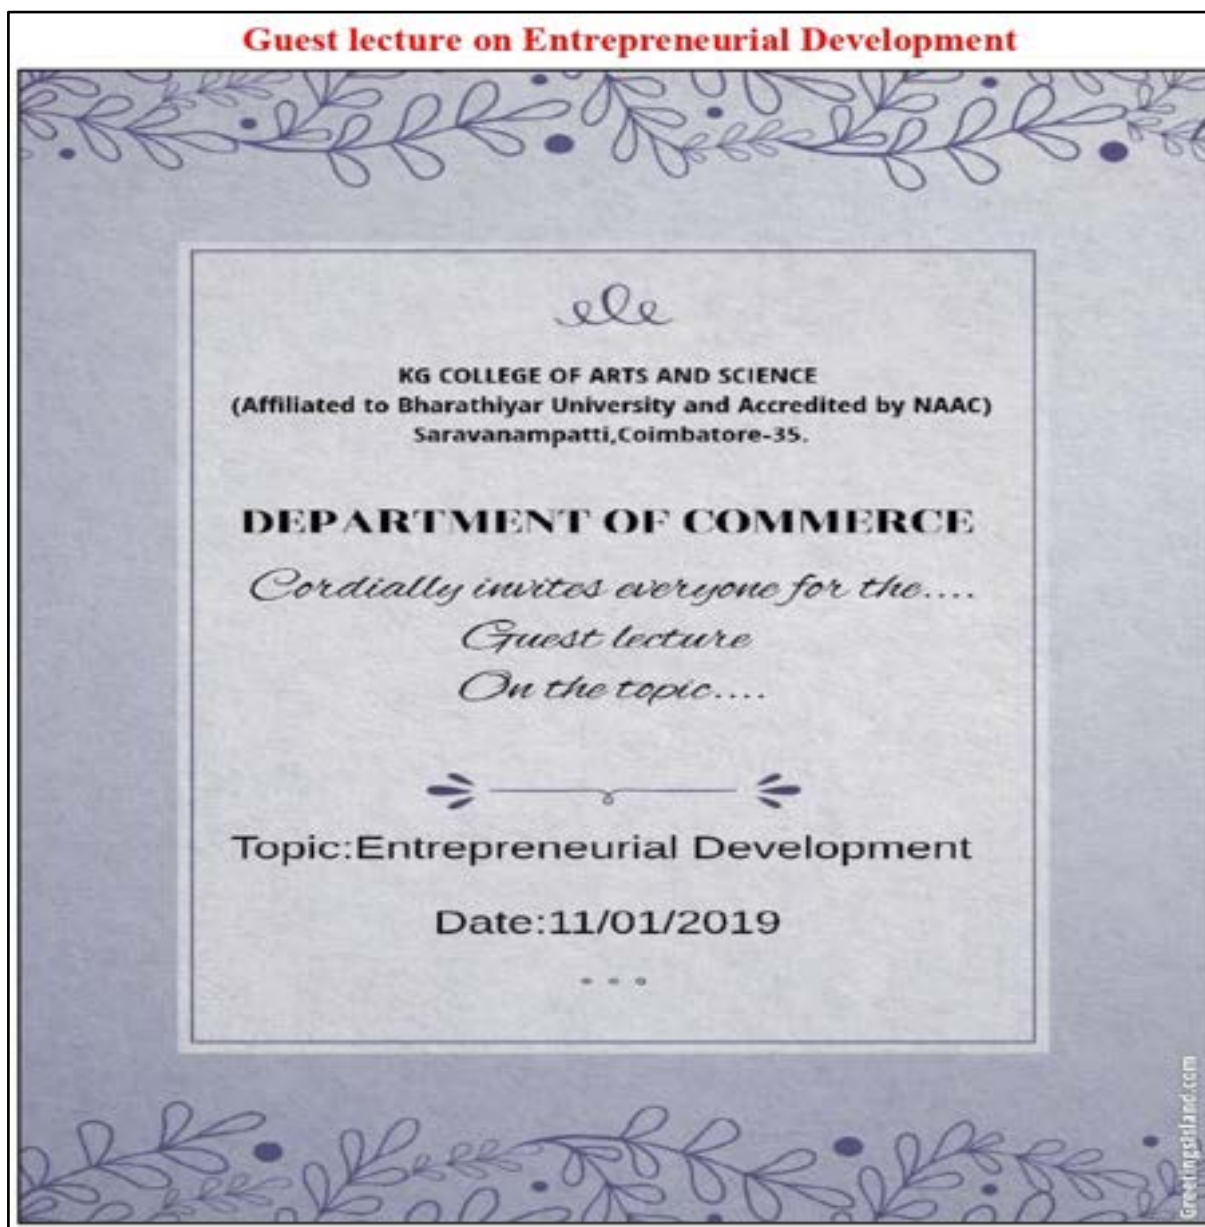 Guest lecture on Entrepreneurial Development
KG COLLEGE OF ARTS AND SCIENCE
(Affiliated to Bharathiyar University and Accredited by NAAC)
Saravanampatti,Coimbatore-35.
DEPARTMENT OF COMMERCE
Cordially invites everyone for the....
Guest lecture
On the topic....
Topic:Entrepreneurial Development
Date:11/01/2019
GreetingsIsland.com